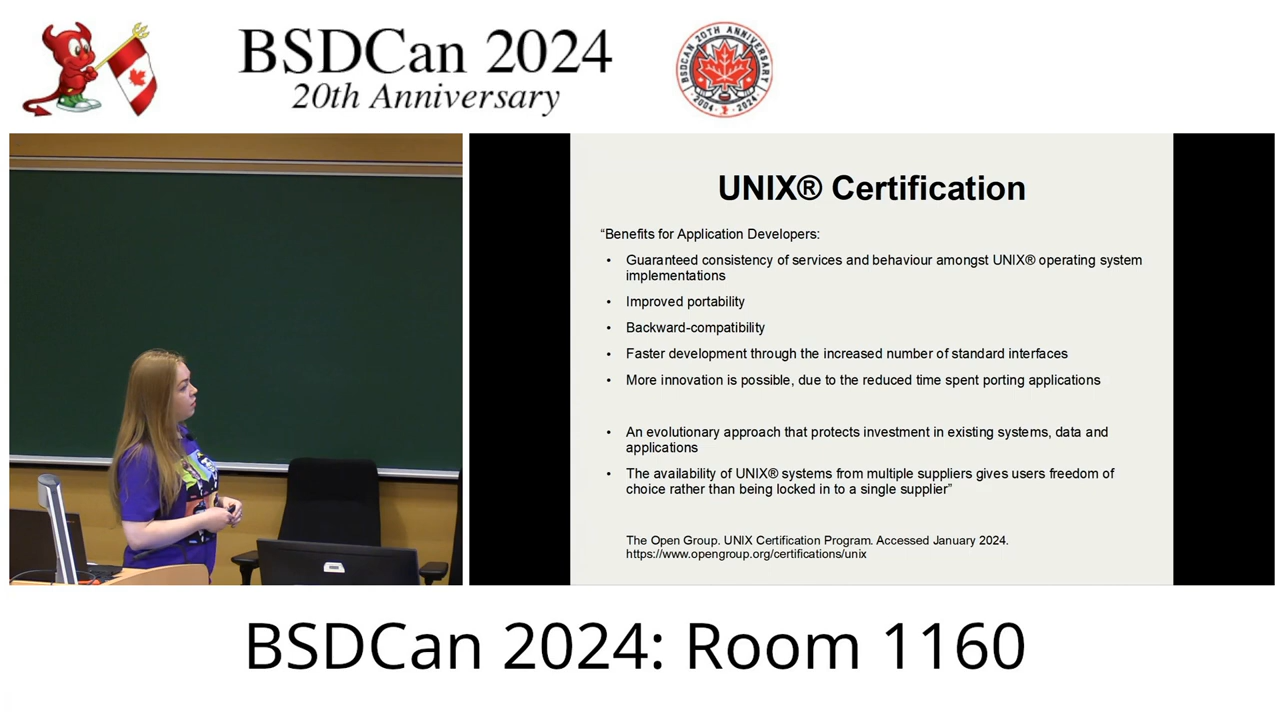 BSDCan 2024
20th Anniversary
BSDCAN 20TH ANNIVERSARY
2004 2024
UNIX® Certification
“Benefits for Application Developers:
• Guaranteed consistency of services and behaviour amongst UNIX® operating system
implementations
• Improved portability
• Backward-compatibility
• Faster development through the increased number of standard interfaces
• More innovation is possible, due to the reduced time spent porting applications
• An evolutionary approach that protects investment in existing systems, data and
applications
• The availability of UNIX® systems from multiple suppliers gives users freedom of
choice rather than being locked in to a single supplier”
The Open Group. UNIX Certification Program. Accessed January 2024.
https://www.opengroup.org/certifications/unix
BSDCan 2024: Room 1160